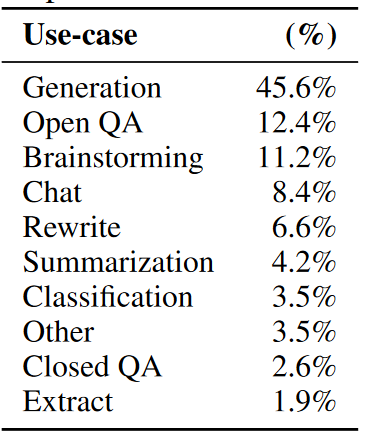 Use-case (%)
Generation 45.6%
Open QA 12.4%
Brainstorming 11.2%
Chat 8.4%
Rewrite 6.6%
Summarization 4.2%
Classification 3.5%
Other 3.5%
Closed QA 2.6%
Extract 1.9%